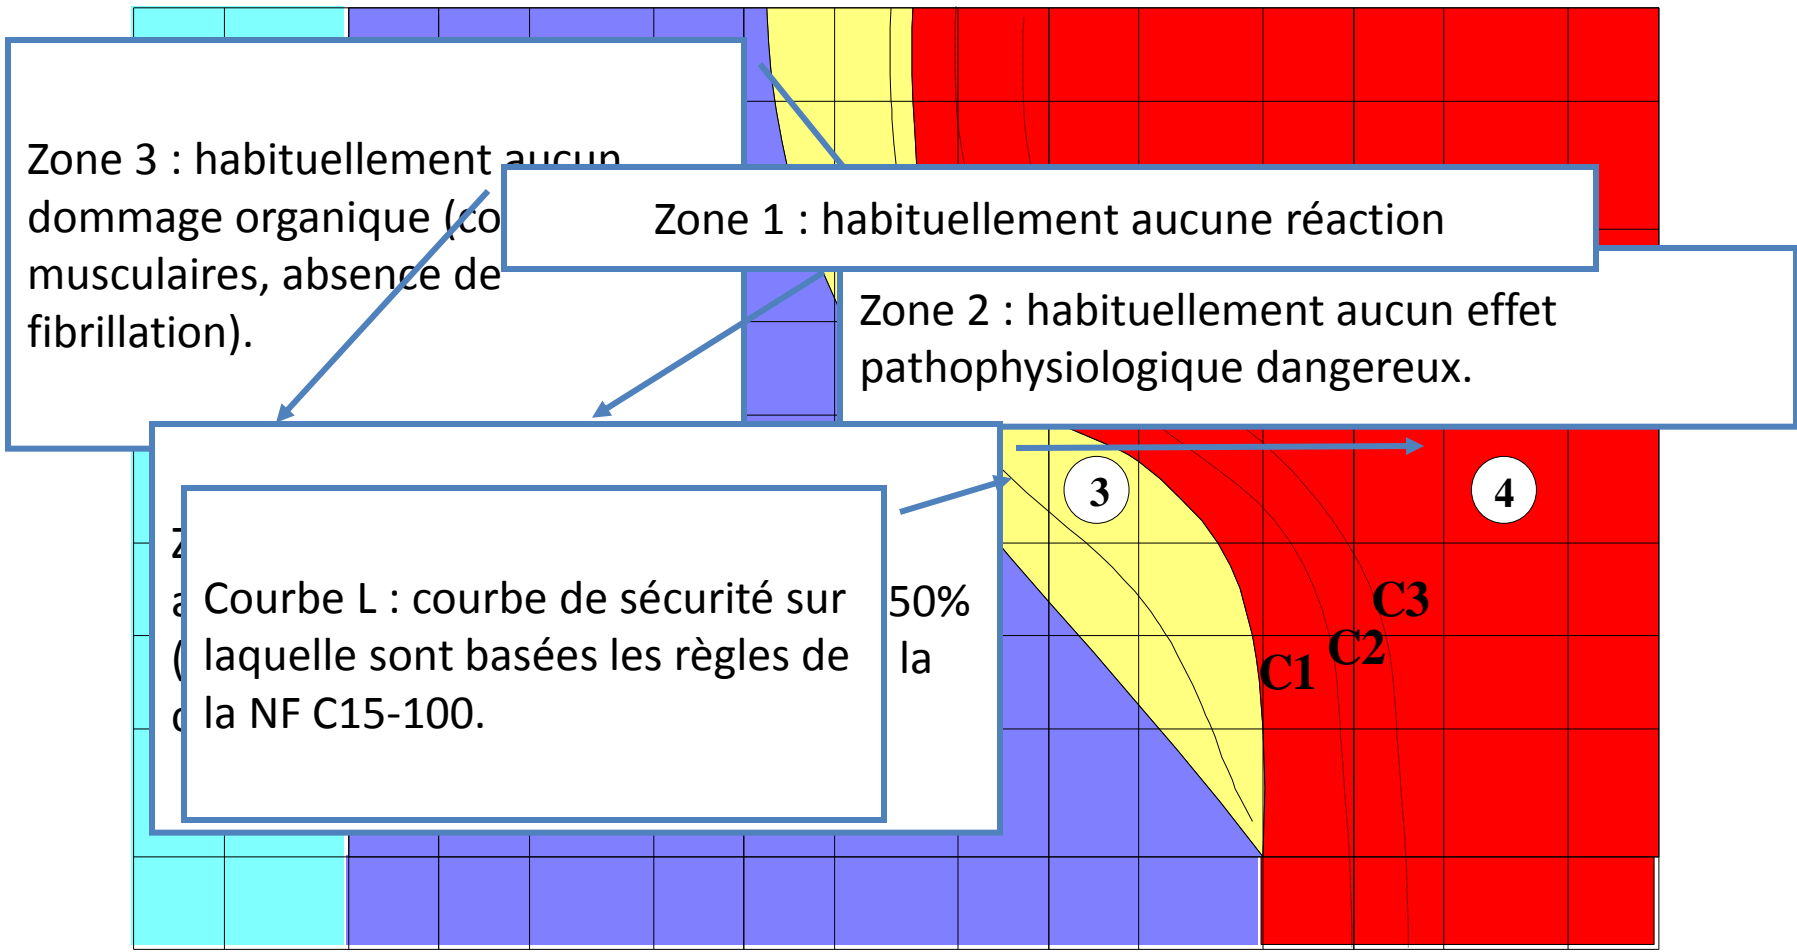 Zone 3 : habituellement aucun
dommage organique (co
musculaires, absence de
fibrillation).
Zone 1 : habituellement aucune réaction
Zone 2 : habituellement aucun effet
pathophysiologique dangereux.
50%
la
Courbe L : courbe de sécurité sur
laquelle sont basées les règles de
la NF C15-100.
3
4
C3
C2
C1